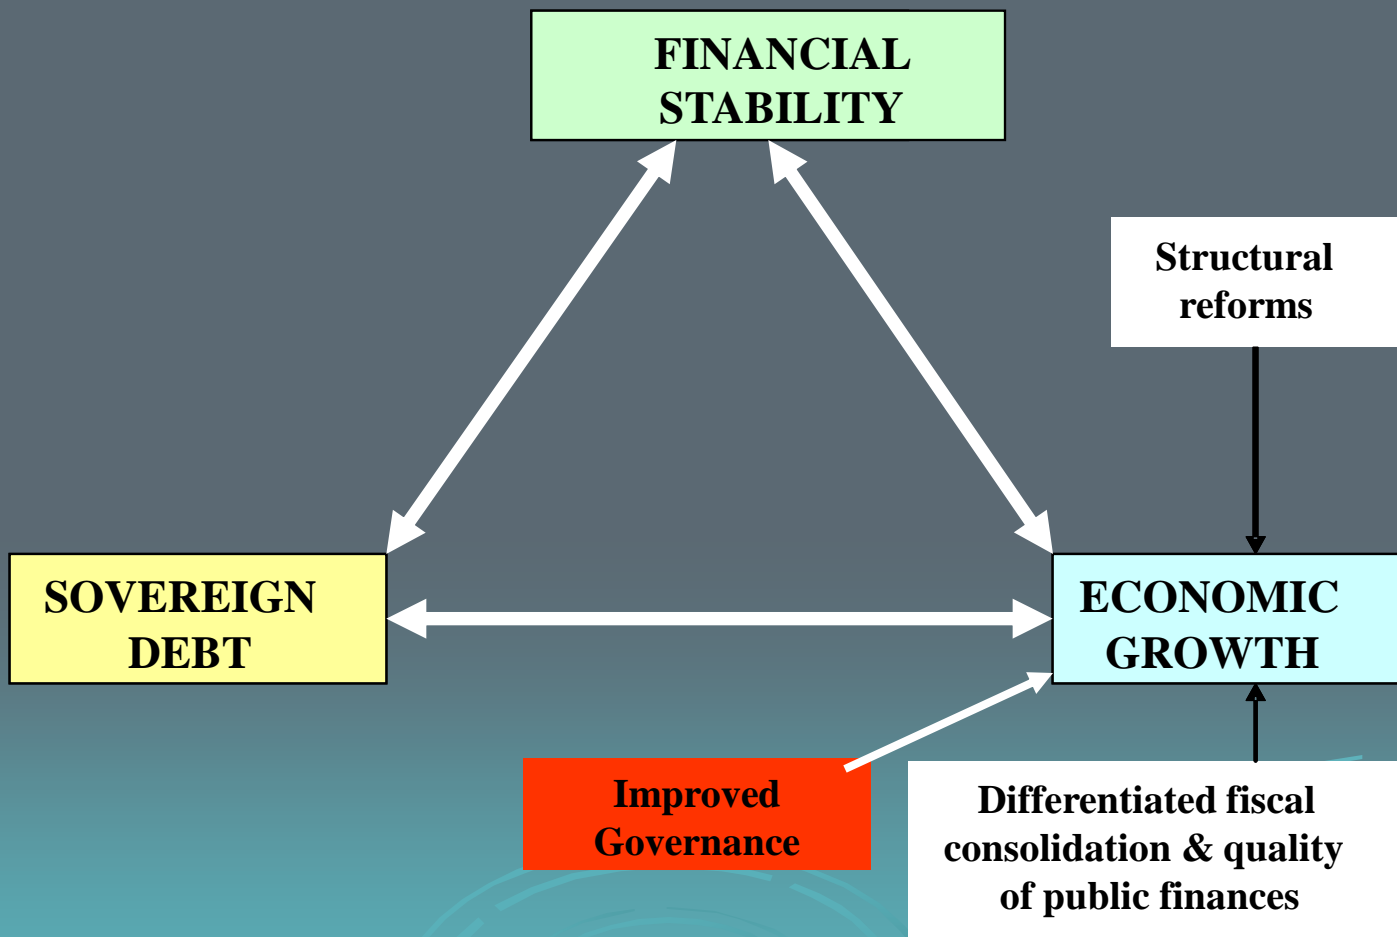 FINANCIAL
STABILITY
Structural
reforms
SOVEREIGN
DEBT
ECONOMIC
GROWTH
Improved
Governance
Differentiated fiscal
consolidation & quality
of public finances